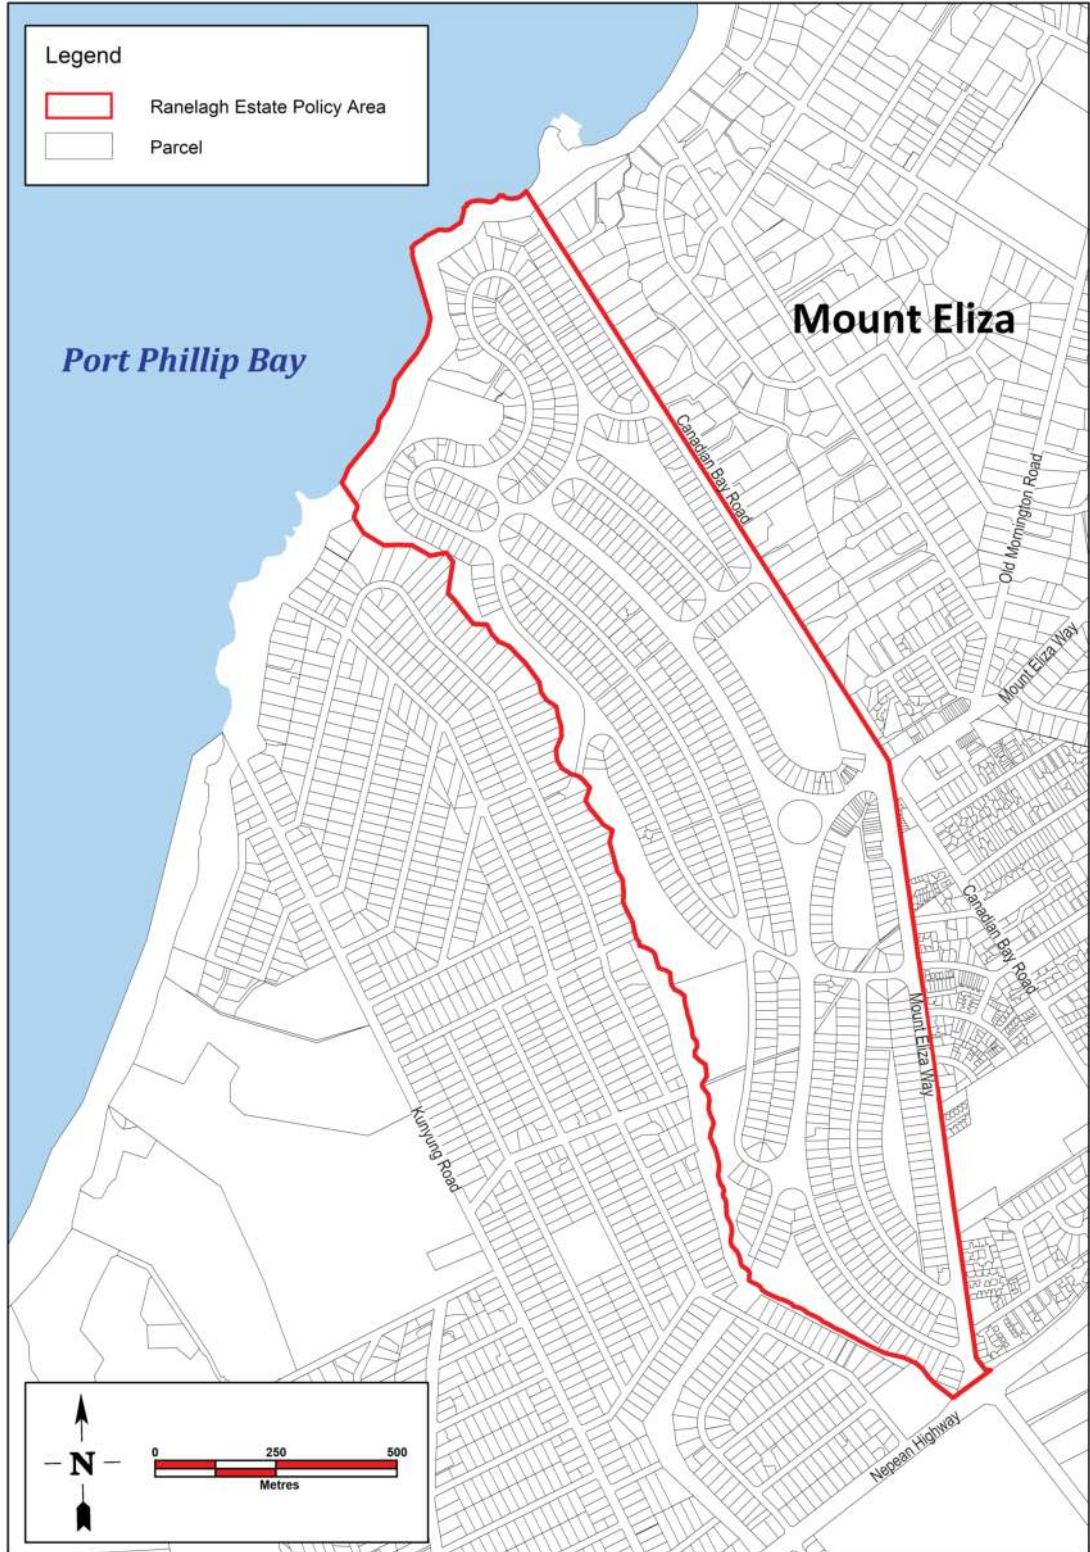 Legend
Ranelagh Estate Policy Area
Parcel
Mount Eliza
Port Phillip Bay
Canadian Bay Road
Old Mornington Road
Mount Eliza Way
Canadian Bay Road
Mount Eliza Way
Kunyung Road
Nepean Highway
N
0 250 500
Metres